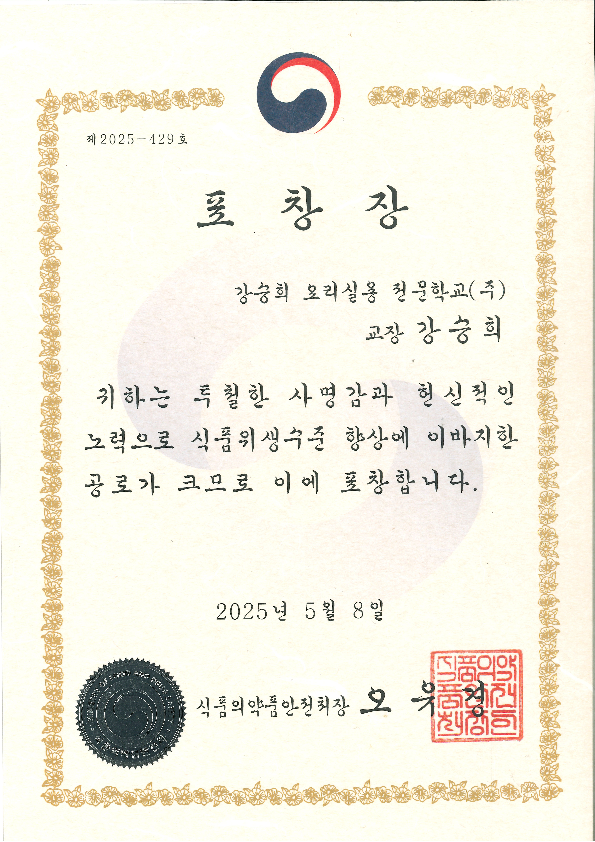 제2025-429호
포 창 장
강승희 요리실용 전문학교(주)
교장 강 승 희
귀하는 투철한 사명감과 헌신적인
노력으로 식품위생수준 향상에 이바지한
공로가 크므로 이에 포창합니다.
2025년 5월 8일
식품의약품안전처장 오 유 경